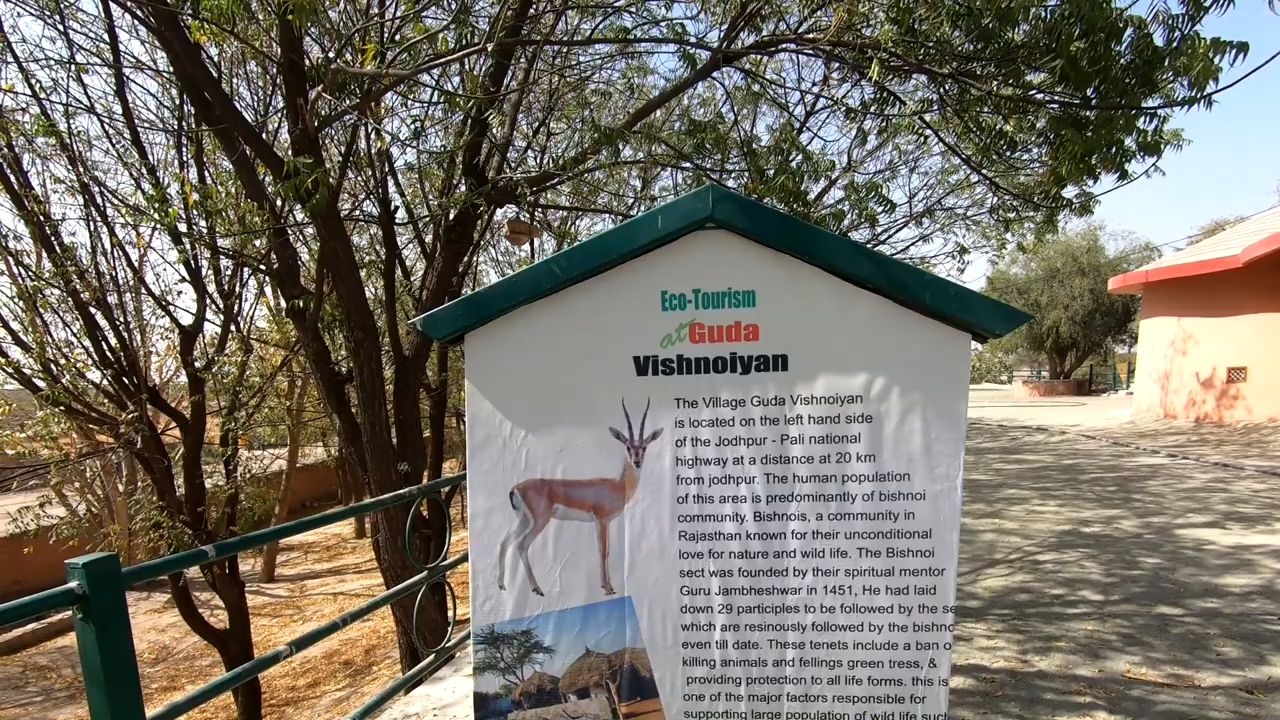 Eco-Tourism
at Guda
Vishnoiyan
The Village Guda Vishnoiyan
is located on the left hand side
of the Jodhpur - Pali national
highway at a distance at 20 km
from jodhpur. The human population
of this area is predominantly of bishnoi
community. Bishnois, a community in
Rajasthan known for their unconditional
love for nature and wild life. The Bishnoi
sect was founded by their spiritual mentor
Guru Jambheshwar in 1451, He had laid
down 29 participles to be followed by the se
which are resinously followed by the bishno
even till date. These tenets include a ban o
killing animals and fellings green tress, &
providing protection to all life forms. this is
one of the major factors responsible for
supporting large population of wild life such